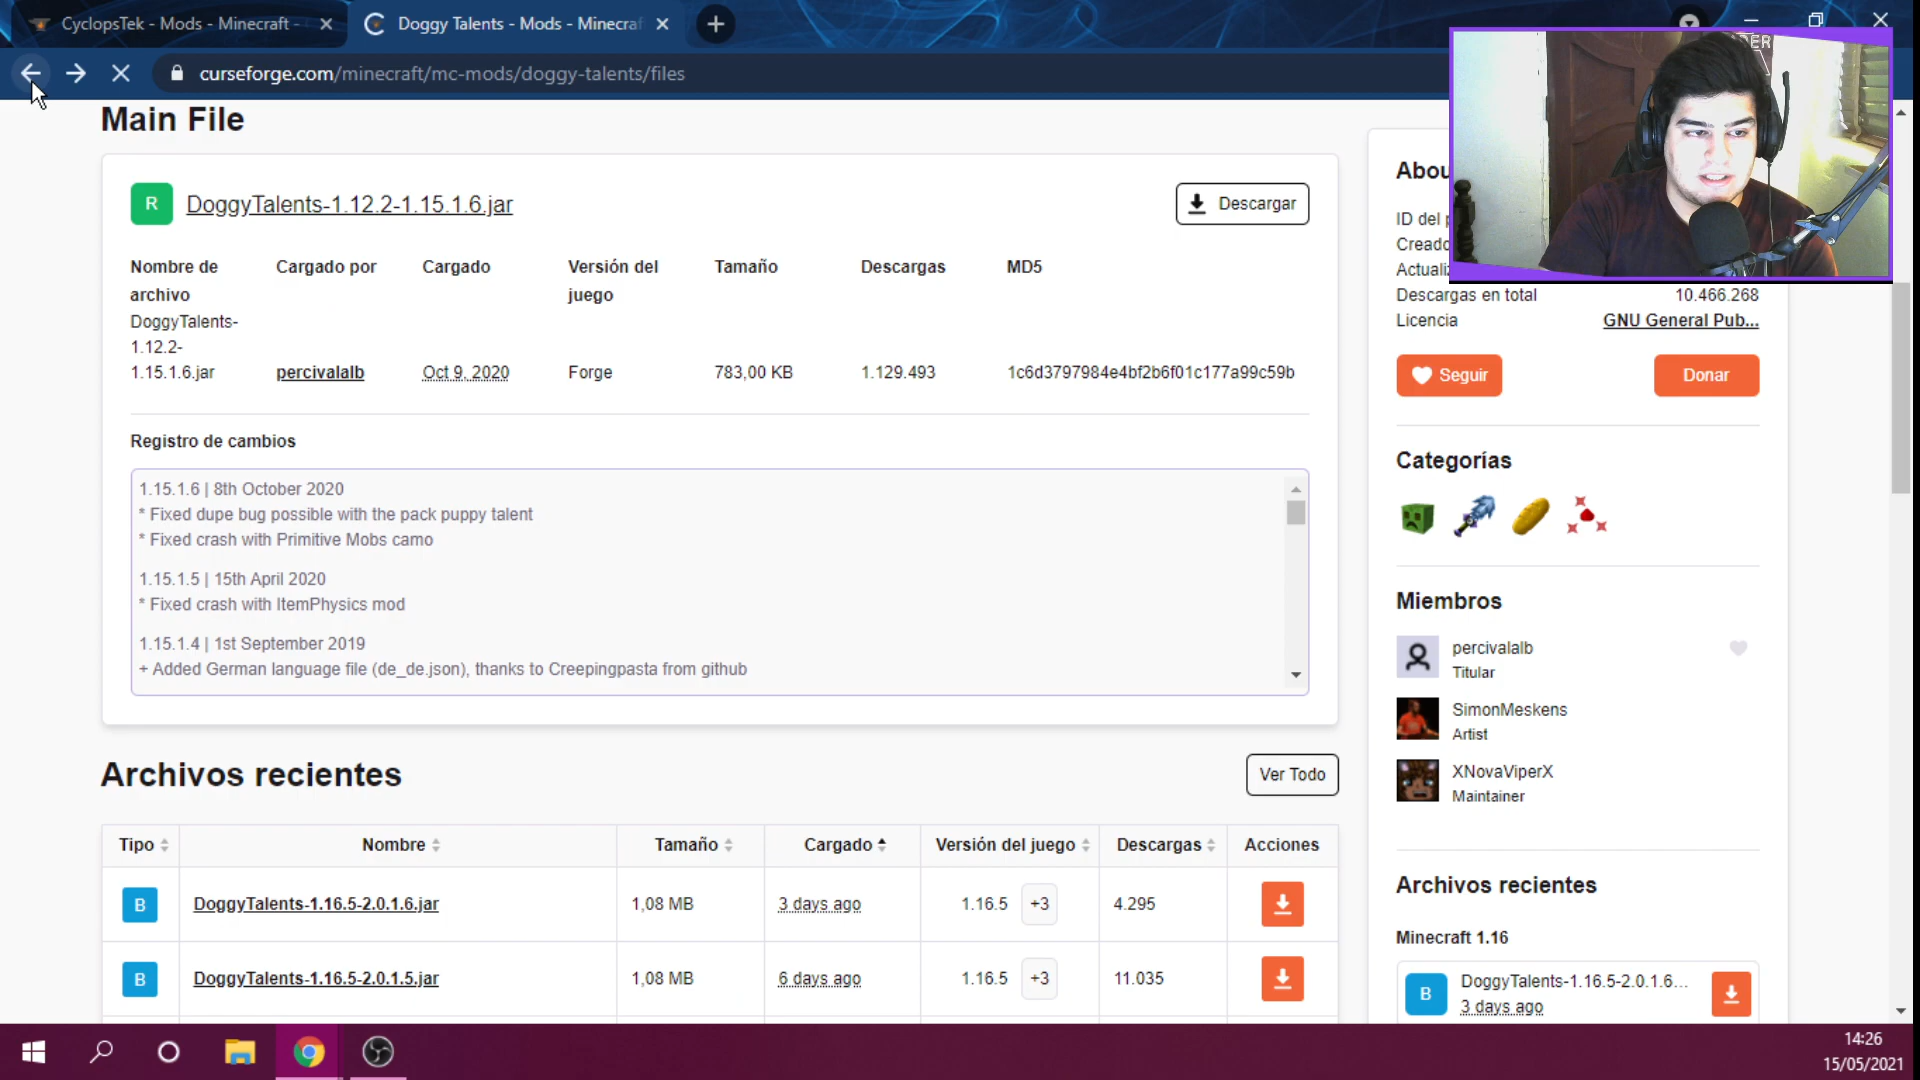 CyclopsTek - Mods - Minecraft -
Doggy Talents - Mods - Minecraf
curseforge.com/minecraft/mc-mods/doggy-talents/files
Main File
R
DoggyTalents-1.12.2-1.15.1.6.jar
Descargar
Nombre de archivo
Cargado por
Cargado
Versión del juego
Tamaño
Descargas
MD5
DoggyTalents-1.12.2-1.15.1.6.jar
percivalalb
Oct 9, 2020
Forge
783,00 KB
1.129.493
1c6d3797984e4bf2b6f01c177a99c59b
Registro de cambios
1.15.1.6 | 8th October 2020
* Fixed dupe bug possible with the pack puppy talent
* Fixed crash with Primitive Mobs camo
1.15.1.5 | 15th April 2020
* Fixed crash with ItemPhysics mod
1.15.1.4 | 1st September 2019
+ Added German language file (de_de.json), thanks to Creepingpasta from github
Archivos recientes
Ver Todo
Tipo
Nombre
Tamaño
Cargado
Versión del juego
Descargas
Acciones
B
DoggyTalents-1.16.5-2.0.1.6.jar
1,08 MB
3 days ago
1.16.5
+3
4.295
B
DoggyTalents-1.16.5-2.0.1.5.jar
1,08 MB
6 days ago
1.16.5
+3
11.035
Abou
ID del p
Creado
Actualiz
Descargas en total
10.466.268
Licencia
GNU General Pub...
Seguir
Donar
Categorías
Miembros
percivalalb
Titular
SimonMeskens
Artist
XNovaViperX
Maintainer
Archivos recientes
Minecraft 1.16
B
DoggyTalents-1.16.5-2.0.1.6...
3 days ago
14:26
15/05/2021